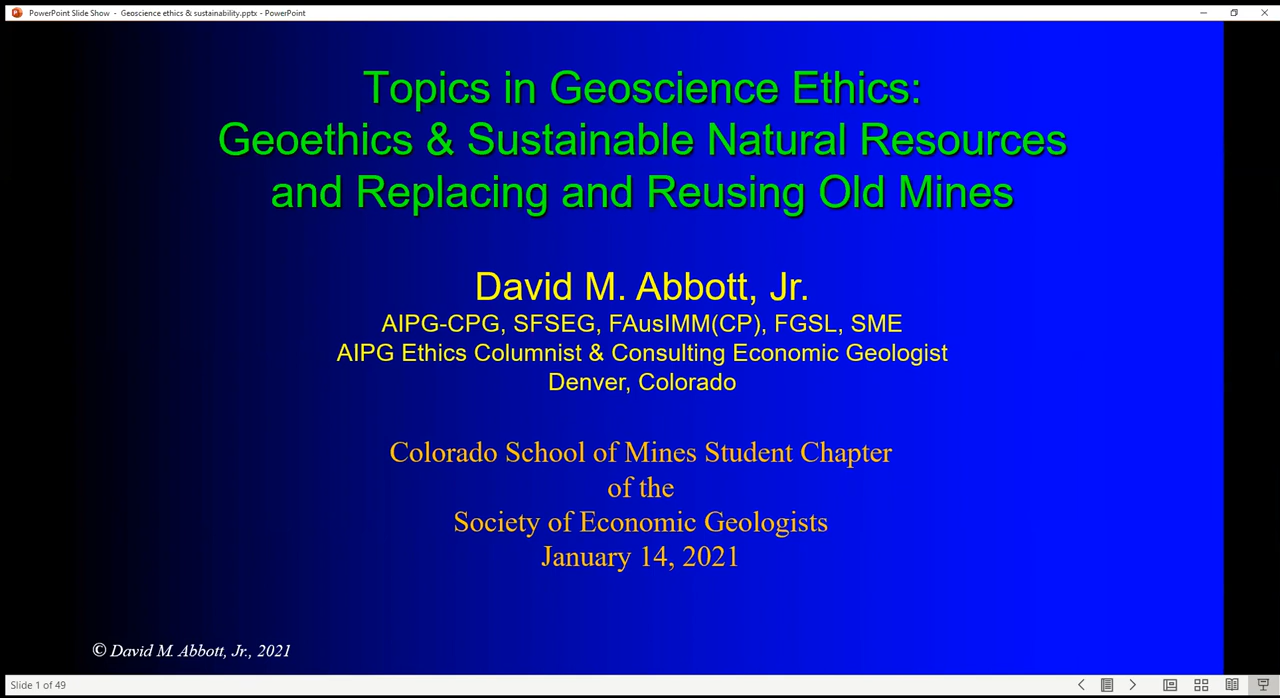 PowerPoint Slide Show - Geoscience ethics & sustainability.pptx - PowerPoint
Topics in Geoscience Ethics:
Geoethics & Sustainable Natural Resources
and Replacing and Reusing Old Mines
David M. Abbott, Jr.
AIPG-CPG, SFSEG, FAusIMM(CP), FGSL, SME
AIPG Ethics Columnist & Consulting Economic Geologist
Denver, Colorado
Colorado School of Mines Student Chapter
of the
Society of Economic Geologists
January 14, 2021
© David M. Abbott, Jr., 2021
Slide 1 of 49